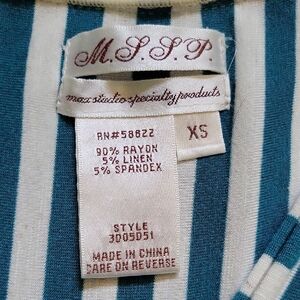 M.S.S.P.
max studio specialty products
XS
RN#58822
90% RAYON
5% LINEN
5% SPANDEX
STYLE
3D05D51
MADE IN CHINA
CARE ON REVERSE